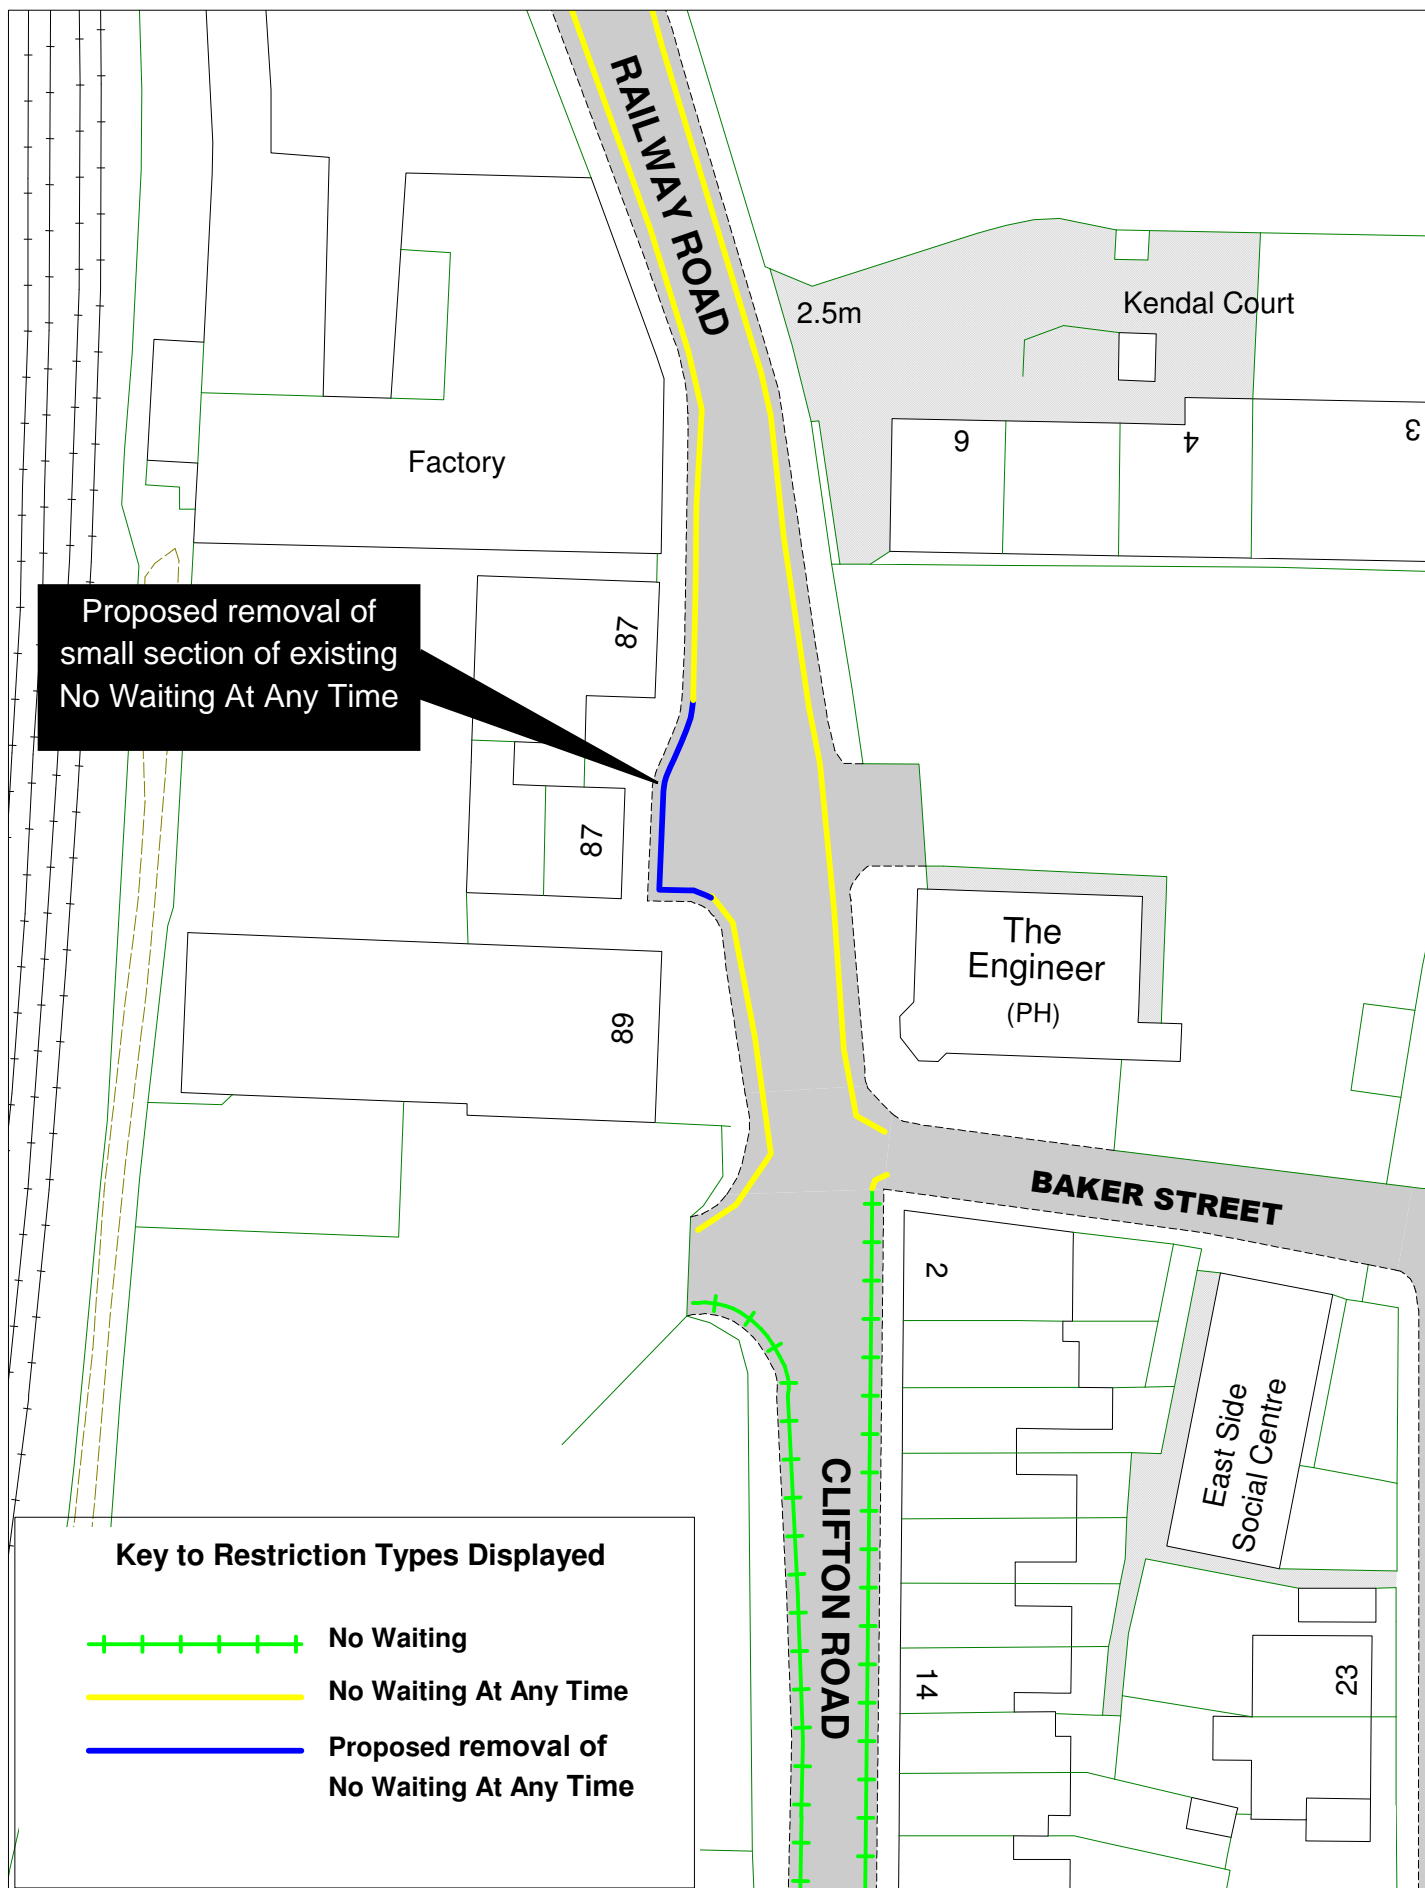 RAILWAY ROAD
2.5m
Kendal Court
6
4
3
Factory
Proposed removal of
small section of existing
No Waiting At Any Time
87
87
The
Engineer
(PH)
89
BAKER STREET
2
East Side
Social Centre
CLIFTON ROAD
14
23
Key to Restriction Types Displayed
No Waiting
No Waiting At Any Time
Proposed removal of
No Waiting At Any Time